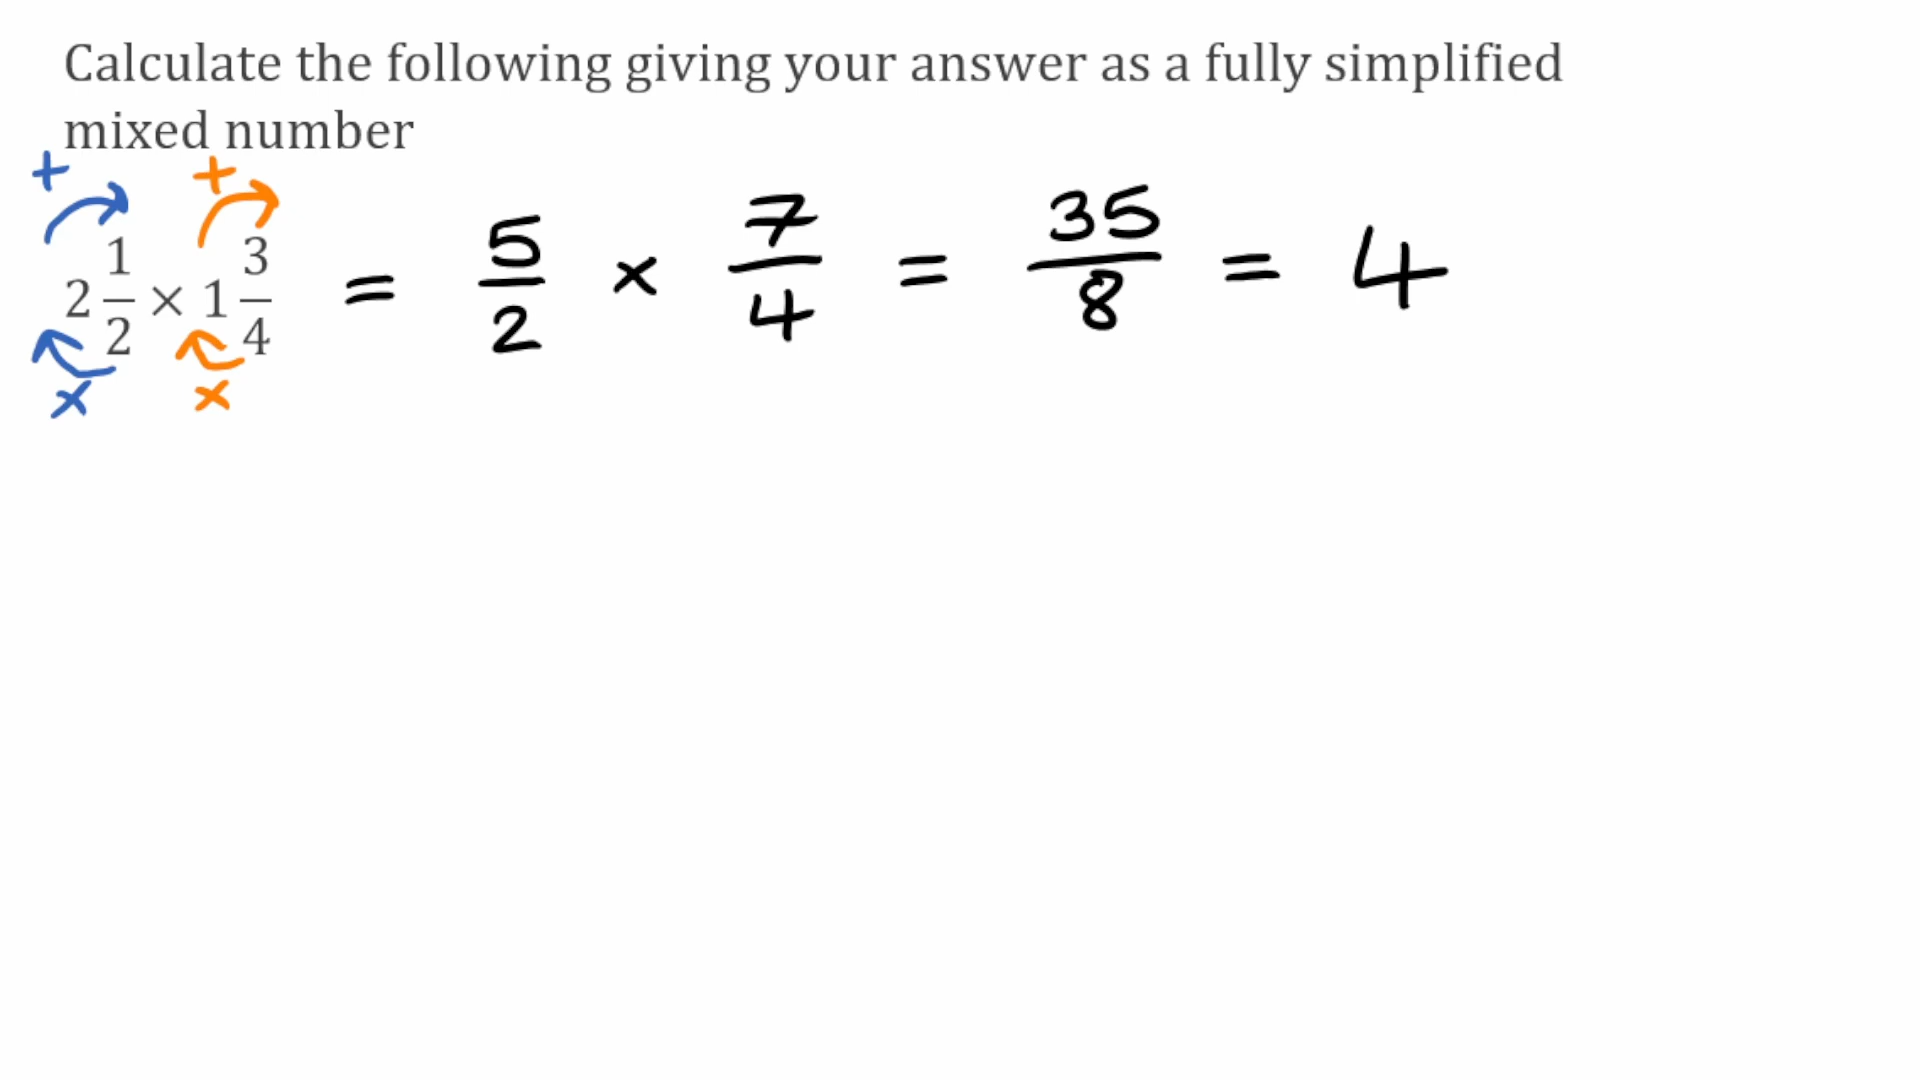 Calculate the following giving your answer as a fully simplified
mixed number
+ +
2 1/2 × 1 3/4 = 5/2 × 7/4 = 35/8 = 4
× ×